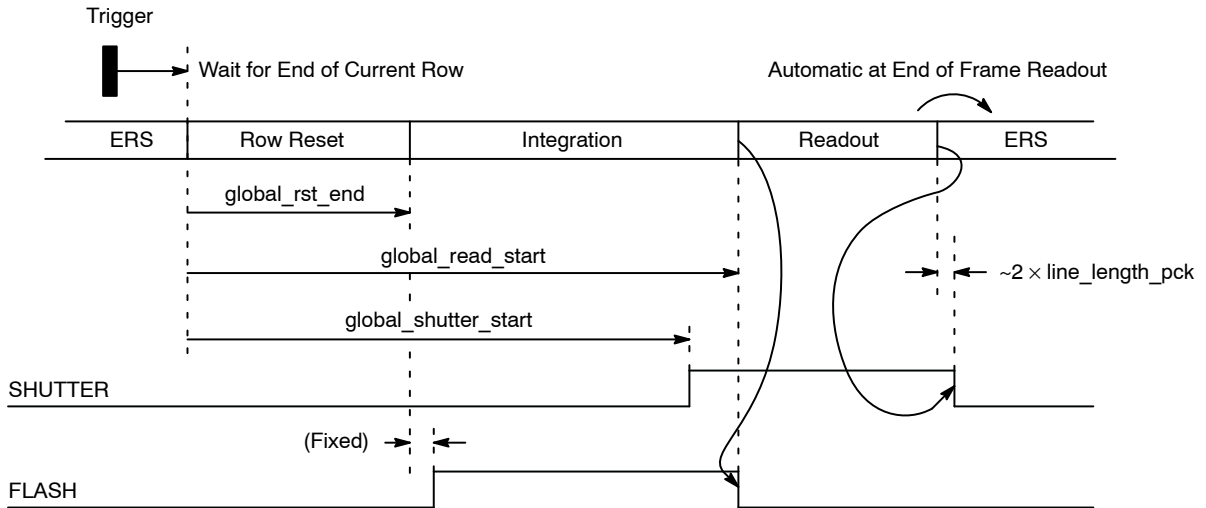 Trigger
Wait for End of Current Row
Automatic at End of Frame Readout
ERS Row Reset Integration Readout ERS
global_rst_end
global_read_start
~2 × line_length_pck
global_shutter_start
SHUTTER
(Fixed)
FLASH